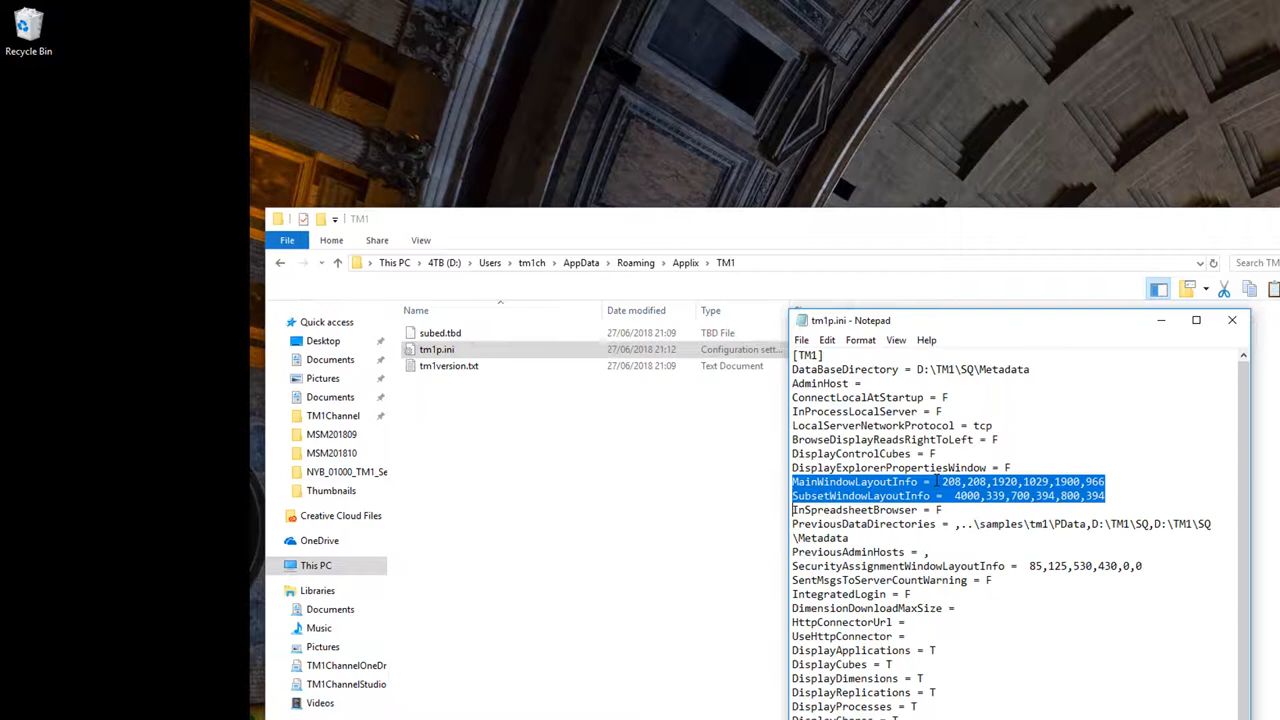 Recycle Bin
TM1
File
Home
Share
View
This PC
4TB (D:)
Users
tm1ch
AppData
Roaming
Applix
TM1
Search TM
Name
Date modified
Type
Quick access
Desktop
Documents
Pictures
Documents
TM1Channel
MSM201809
MSM201810
NYB_01000_TM1_Se
Thumbnails
Creative Cloud Files
OneDrive
This PC
Libraries
Documents
Music
Pictures
TM1ChannelOneDr
TM1ChannelStudio
Videos
subed.tbd 27/06/2018 21:09 TBD File
tm1p.ini 27/06/2018 21:12 Configuration sett...
tm1version.txt 27/06/2018 21:09 Text Document
tm1p.ini - Notepad
File Edit Format View Help
[TM1]
DataBaseDirectory = D:\TM1\SQ\Metadata
AdminHost =
ConnectLocalAtStartup = F
InProcessLocalServer = F
LocalServerNetworkProtocol = tcp
BrowseDisplayReadsRightToLeft = F
DisplayControlCubes = F
DisplayExplorerPropertiesWindow = F
MainWindowLayoutInfo = 208,208,1920,1029,1900,966
SubsetWindowLayoutInfo = 4000,339,700,394,800,394
InSpreadsheetBrowser = F
PreviousDataDirectories = ,..\samples\tm1\PData,D:\TM1\SQ,D:\TM1\SQ
\Metadata
PreviousAdminHosts = ,
SecurityAssignmentWindowLayoutInfo = 85,125,530,430,0,0
SentMsgsToServerCountWarning = F
IntegratedLogin = F
DimensionDownloadMaxSize =
HttpConnectorUrl =
UseHttpConnector =
DisplayApplications = T
DisplayCubes = T
DisplayDimensions = T
DisplayReplications = T
DisplayProcesses = T